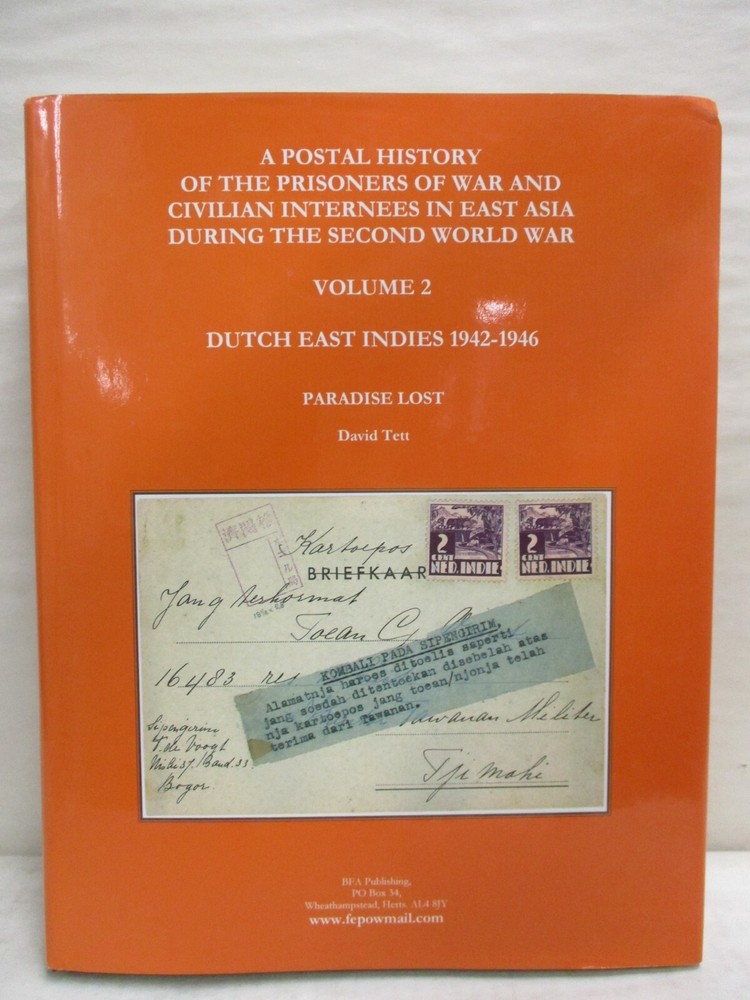 A POSTAL HISTORY
OF THE PRISONERS OF WAR AND
CIVILIAN INTERNEES IN EAST ASIA
DURING THE SECOND WORLD WAR
VOLUME 2
DUTCH EAST INDIES 1942-1946
PARADISE LOST
David Tett
Kartoepos
BRIEFKAAR
2
CENT
NED. INDIE
2
CENT
NED. INDIE
Jang terhormat
Toean C
16483
KOMBALI PADA SIPENGIRIM.
Alamatnja haroes ditoelis saperti
jang soedah ditentoekan disebelah atas
nja kartoepos jang toean/njonja telah
terima dari Tawanan.
Tawanan Militer
Tjimahi
Sipengirim
de Voogt
Bogor.
BFA Publishing,
PO Box 34,
Wheathampstead, Herts. AL4 8JY
www.fepowmail.com